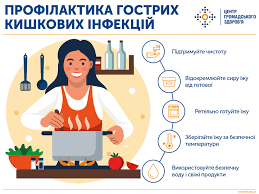 ПРОФІЛАКТИКА ГОСТРИХ
КИШКОВИХ ІНФЕКЦІЙ
ЦЕНТР
ГРОМАДСЬКОГО
ЗДОРОВ'Я
Підтримуйте чистоту
Відокремлюйте сиру їжу
від готової
Ретельно готуйте їжу
Зберігайте їжу за безпечної
температури
Використовуйте безпечну
воду і свіжі продукти